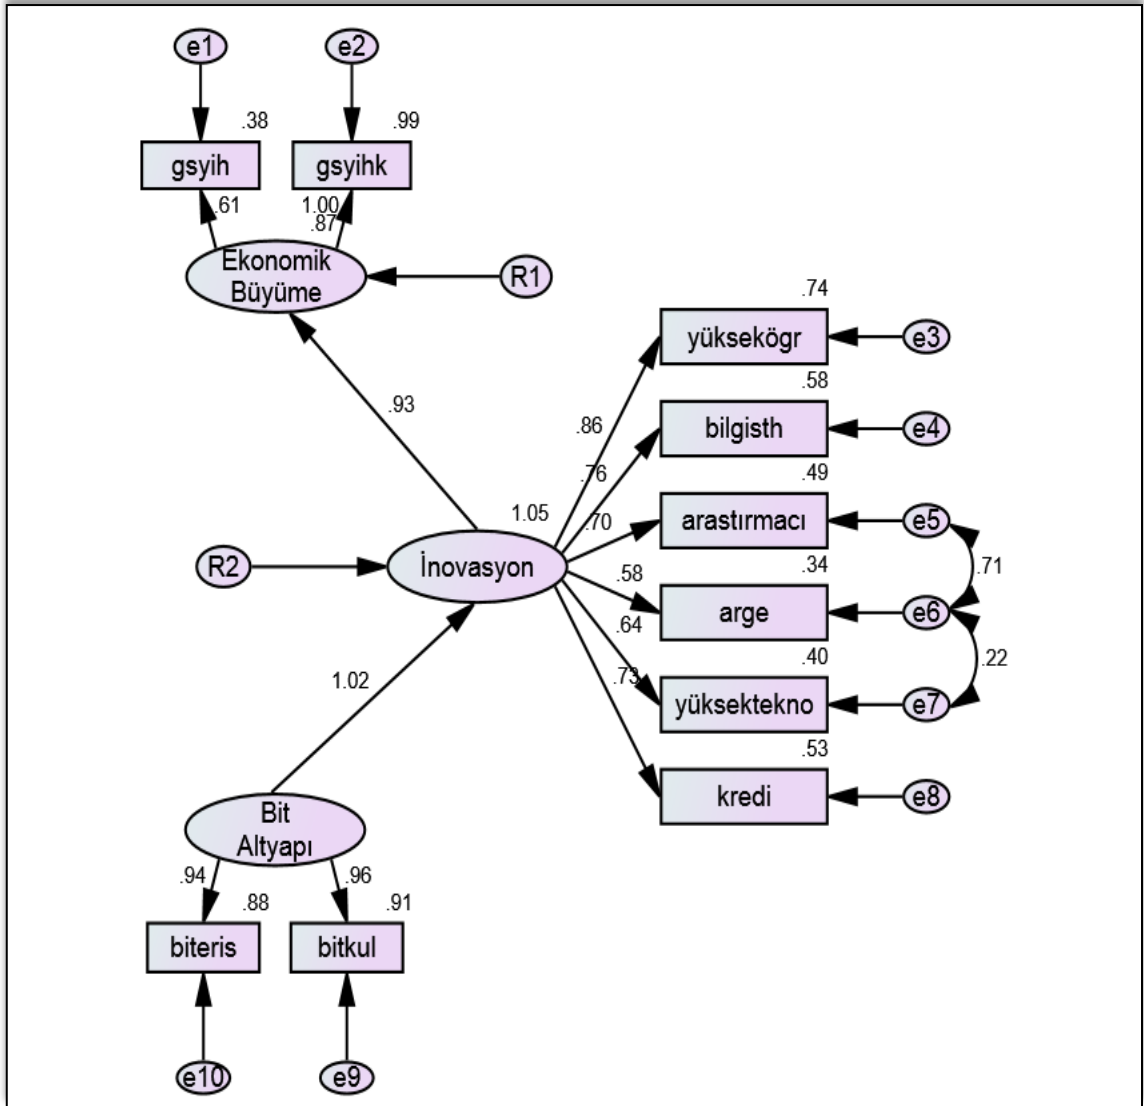 e1
e2
.38
.99
gsyih
gsyihk
.61
1.00
.87
Ekonomik
Büyüme
R1
.74
yüksekögr
e3
.58
.93
.86
bilgisth
e4
.76
.49
1.05
.70
arastırmacı
e5
R2
İnovasyon
.34
.71
.58
arge
e6
.64
.40
.22
1.02
.73
yüksektekno
e7
.53
kredi
e8
Bit
Altyapı
.94
.96
.88
.91
biteris
bitkul
e10
e9